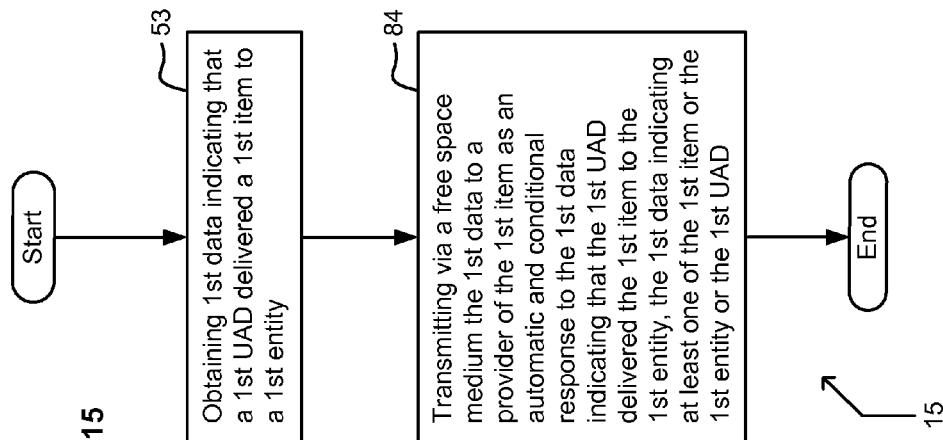 15
Start
53
Obtaining 1st data indicating that
a 1st UAD delivered a 1st item to
a 1st entity
84
Transmitting via a free space
medium the 1st data to a
provider of the 1st item as an
automatic and conditional
response to the 1st data
indicating that the 1st UAD
delivered the 1st item to the
1st entity, the 1st data indicating
at least one of the 1st item or the
1st entity or the 1st UAD
End
15